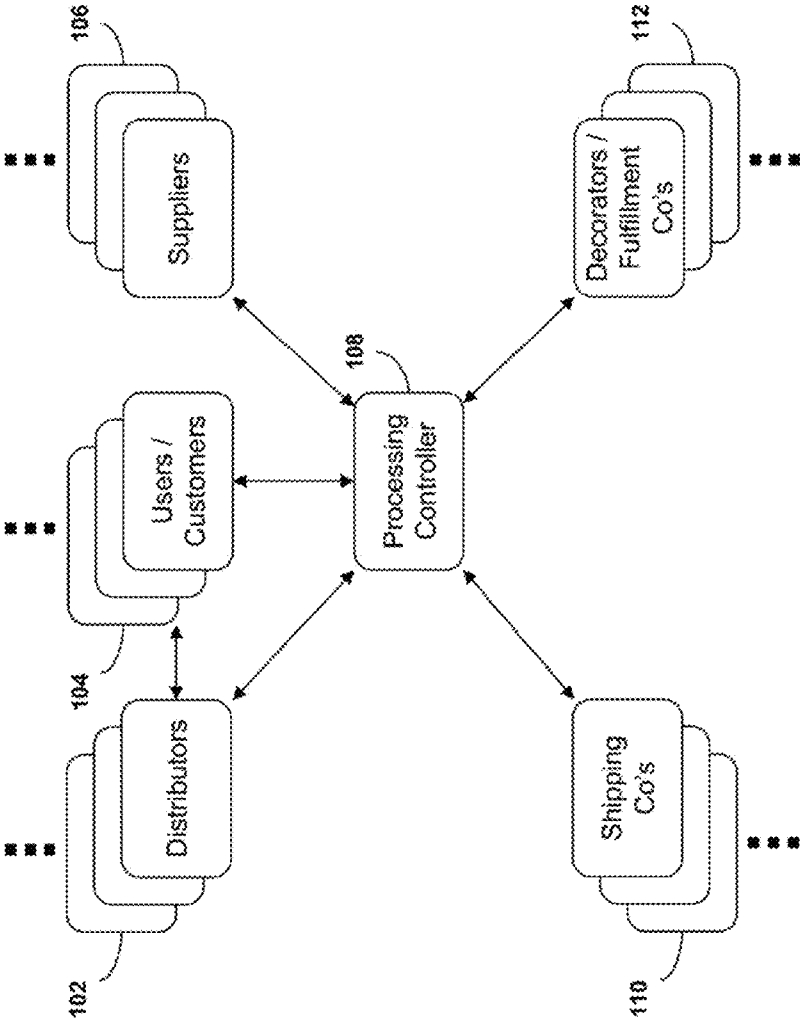 102
104
106
Distributors
Users /
Customers
Suppliers
108
Processing
Controller
Shipping
Co's
Decorators /
Fulfillment
Co's
110
112